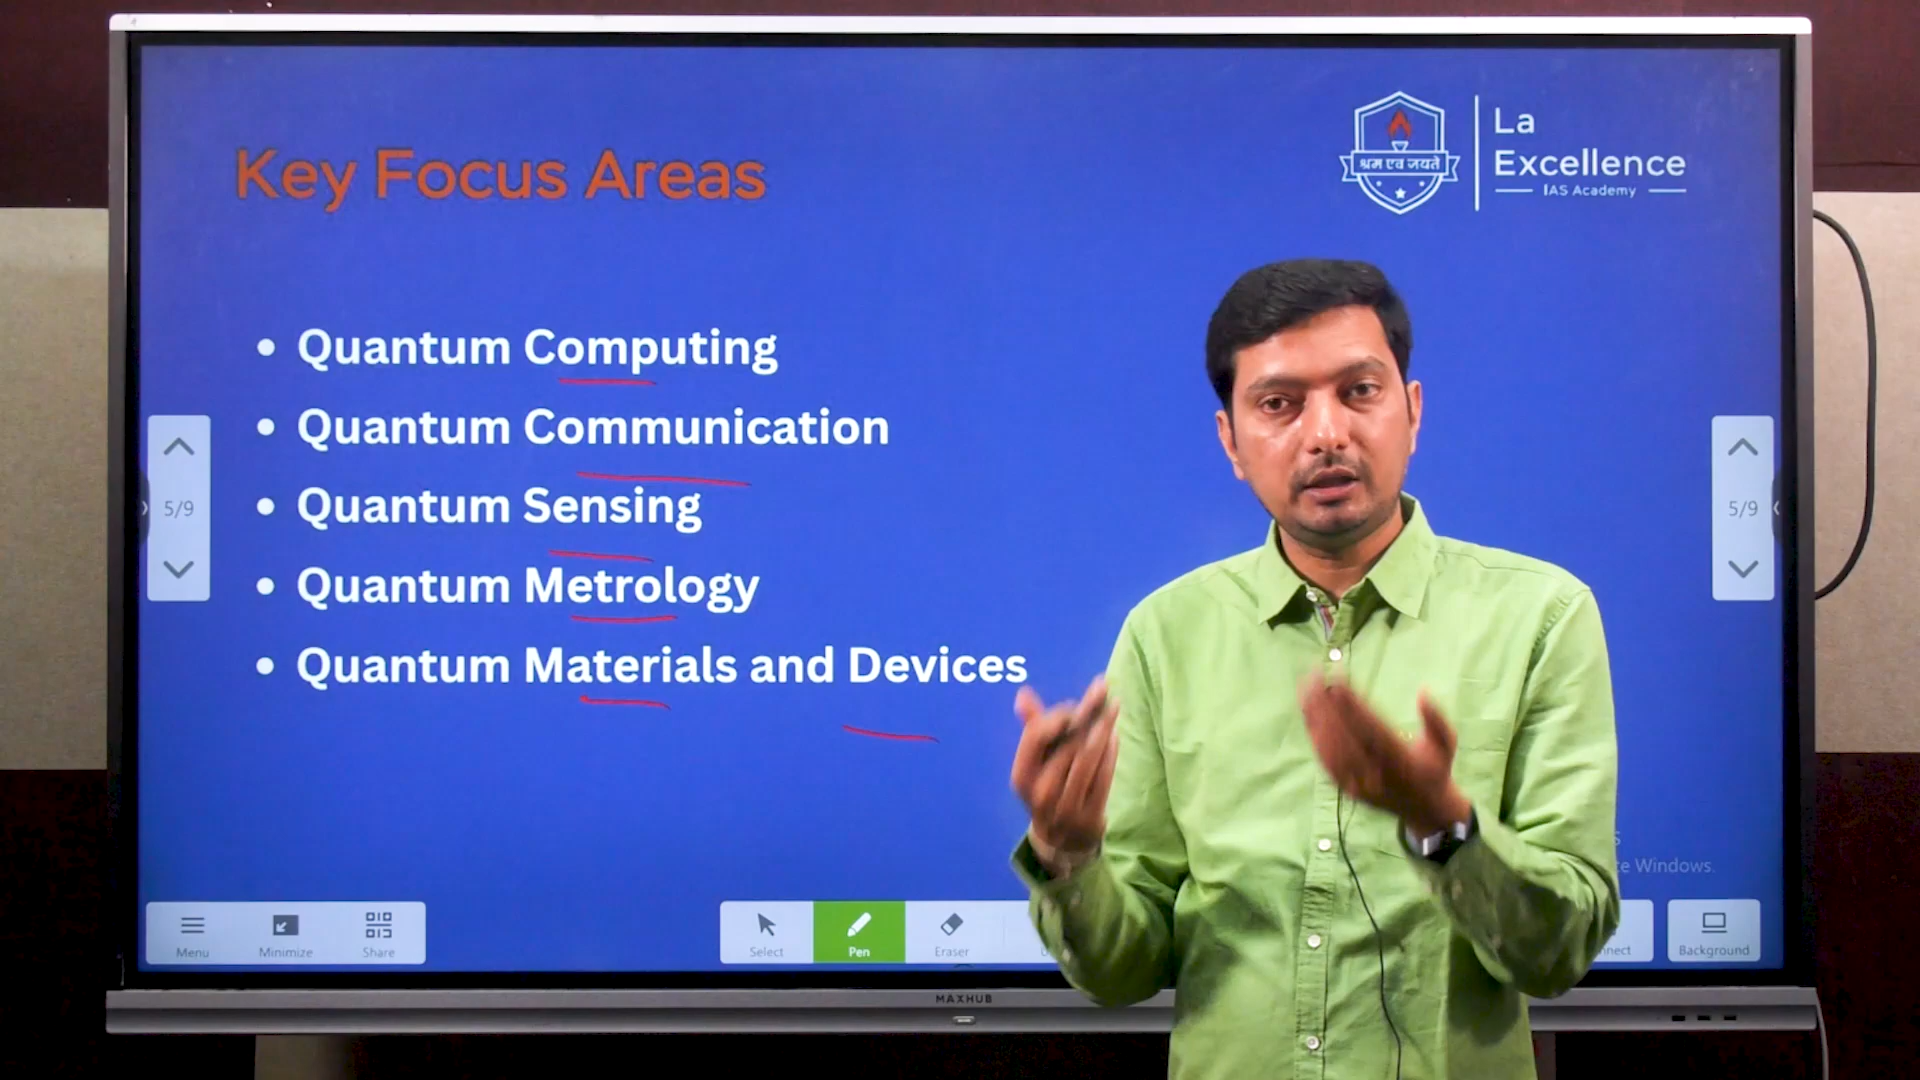 La
Excellence
IAS Academy
श्रम एव जयते
Key Focus Areas
• Quantum Computing
• Quantum Communication
• Quantum Sensing
• Quantum Metrology
• Quantum Materials and Devices
5/9
5/9
Windows.
Menu
Minimize
Share
Select
Pen
Eraser
Background
MAXHUB